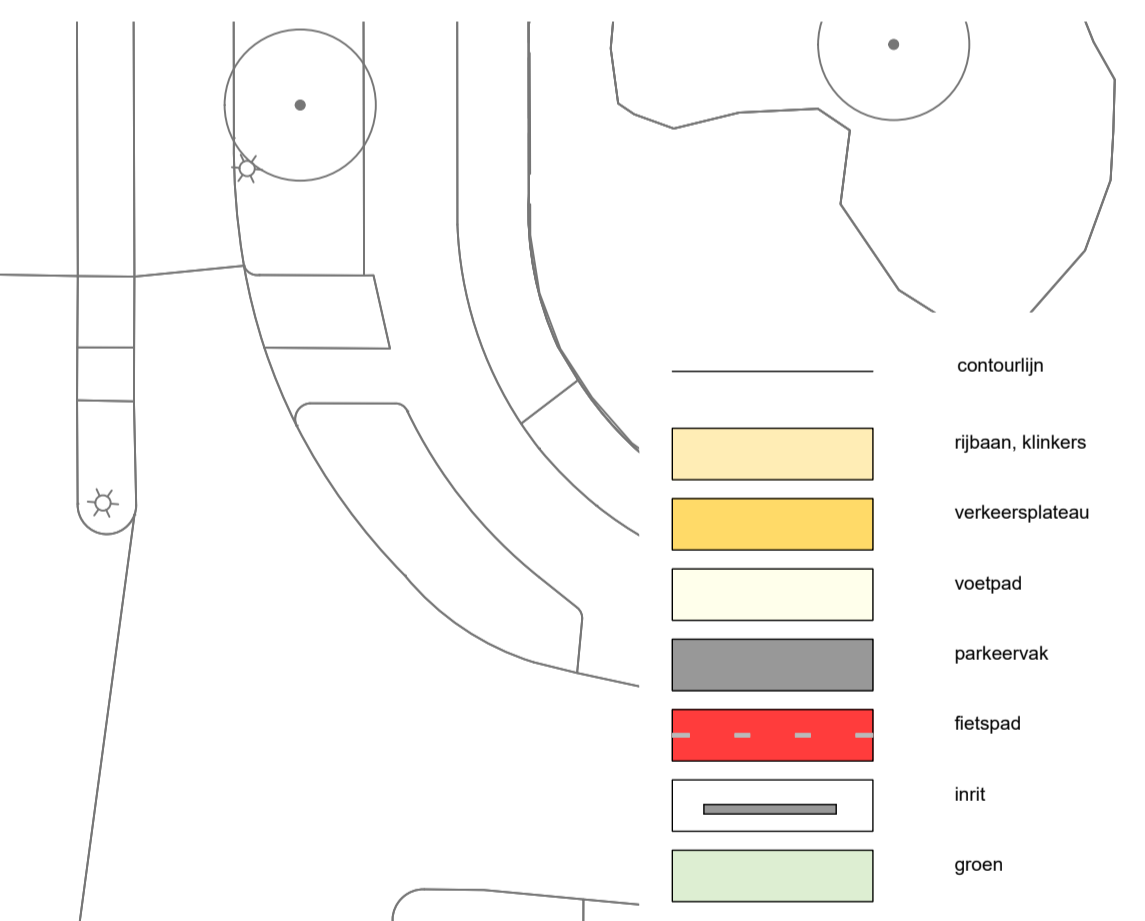 contourlijn
rijbaan, klinkers
verkeersplateau
voetpad
parkeervak
fietspad
inrit
groen